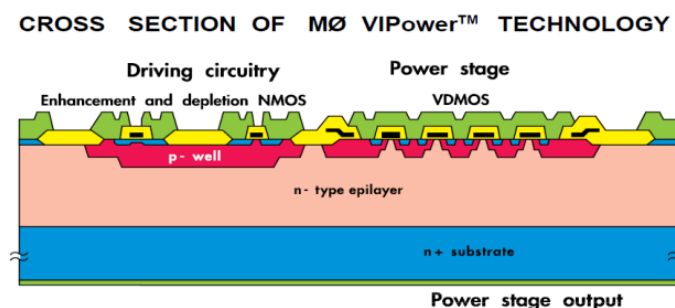 CROSS SECTION OF MØ VIPower™ TECHNOLOGY
Driving circuitry
Power stage
Enhancement and depletion NMOS
VDMOS
p- well
n- type epilayer
n+ substrate
Power stage output